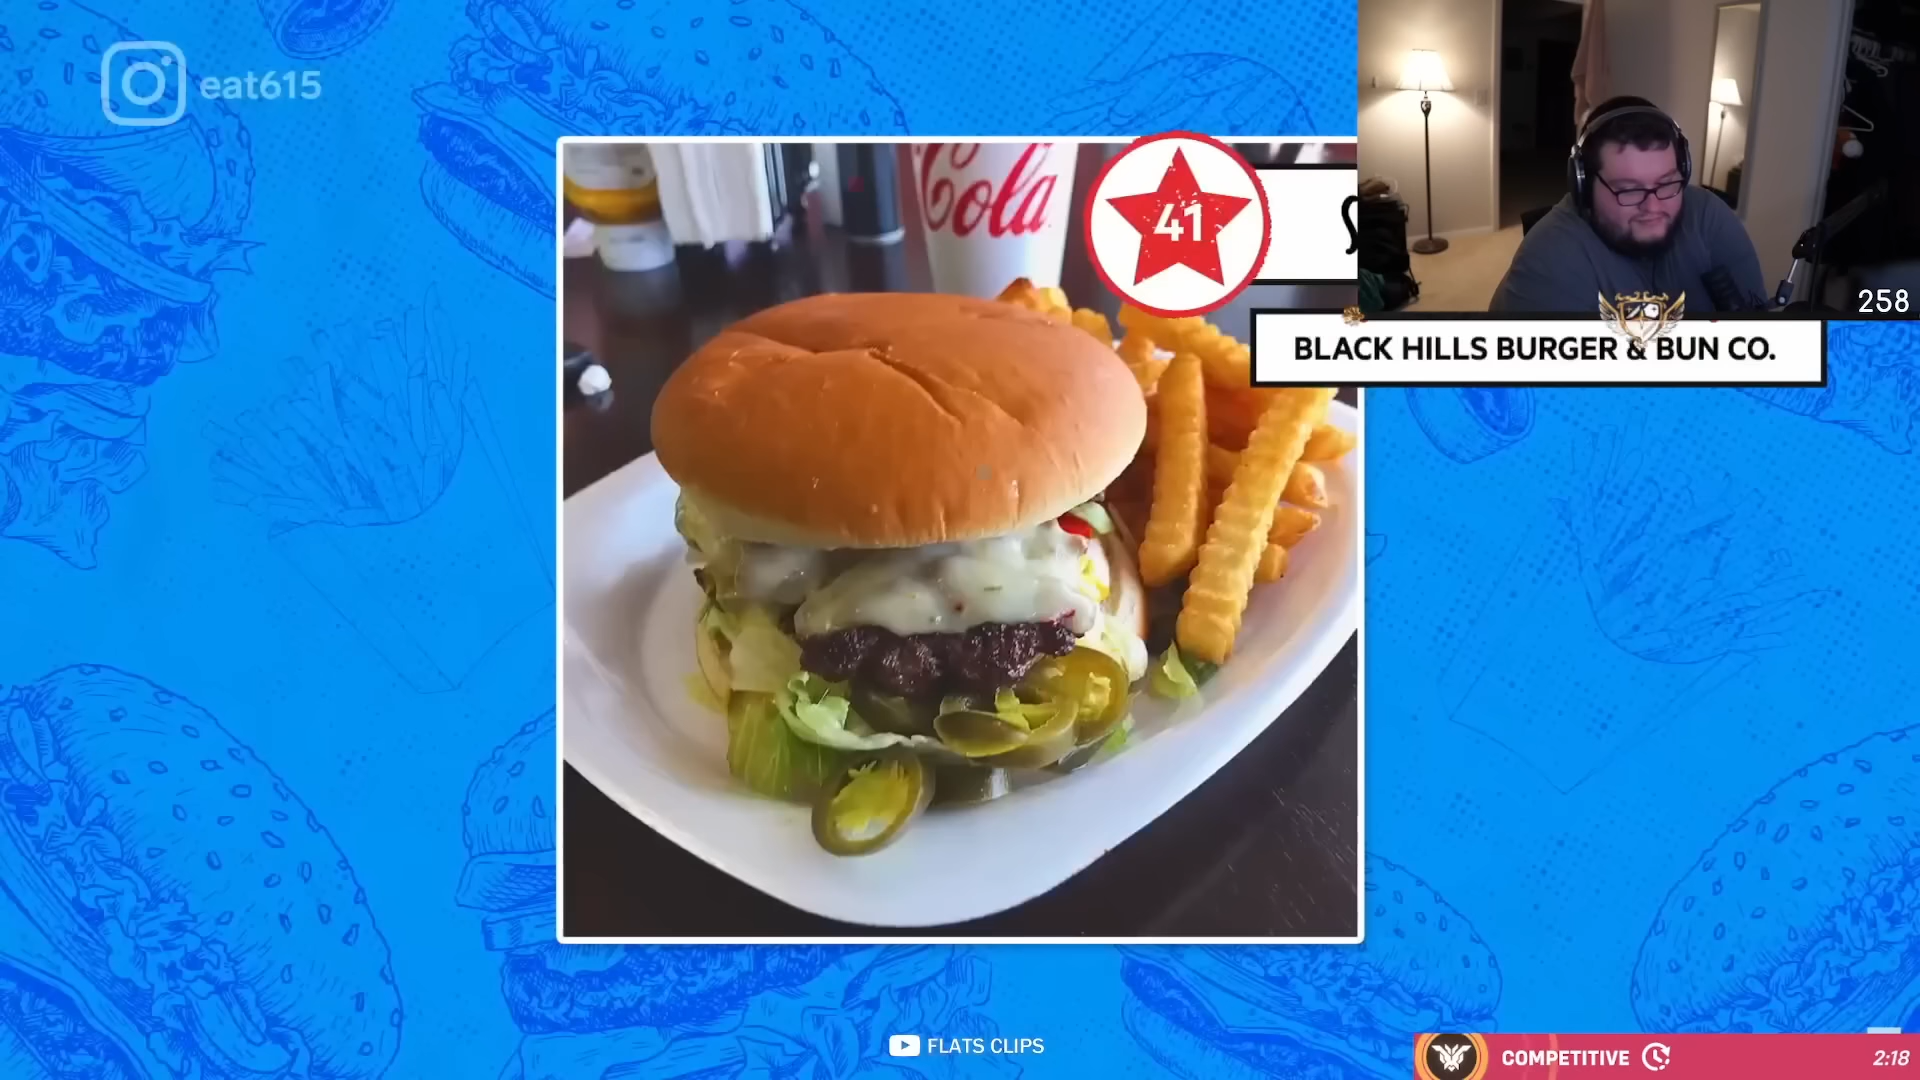 eat615
Cola
41
258
BLACK HILLS BURGER & BUN CO.
FLATS CLIPS
COMPETITIVE
2:18